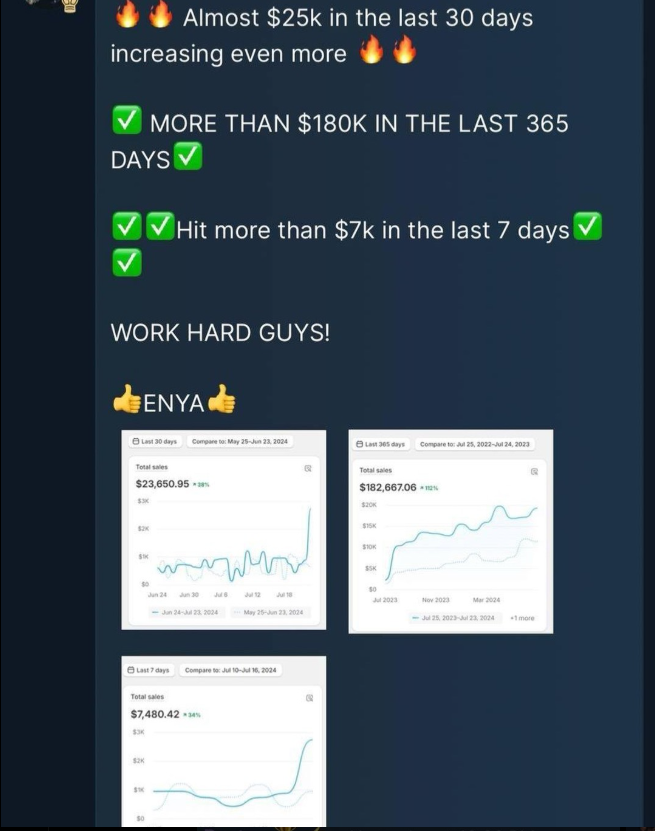 🔥🔥 Almost $25k in the last 30 days
increasing even more 🔥🔥
✅ MORE THAN $180K IN THE LAST 365
DAYS✅
✅✅Hit more than $7k in the last 7 days✅
✅
WORK HARD GUYS!
👍ENYA👍
Last 30 days Compare to: May 25-Jun 23, 2024
Total sales
$23,650.95 38%
$3K
$2K
$1K
$0
Jun 24 Jun 30 Jul 6 Jul 12 Jul 18
Jun 24-Jul 23, 2024 May 25-Jun 23, 2024
Last 365 days Compare to: Jul 25, 2022-Jul 24, 2023
Total sales
$182,667.06 112%
$20K
$15K
$10K
$5K
$0
Jul 2023 Nov 2023 Mar 2024
Jul 25, 2023-Jul 23, 2024 +1 more
Last 7 days Compare to: Jul 10-Jul 16, 2024
Total sales
$7,480.42 34%
$3K
$2K
$1K
$0